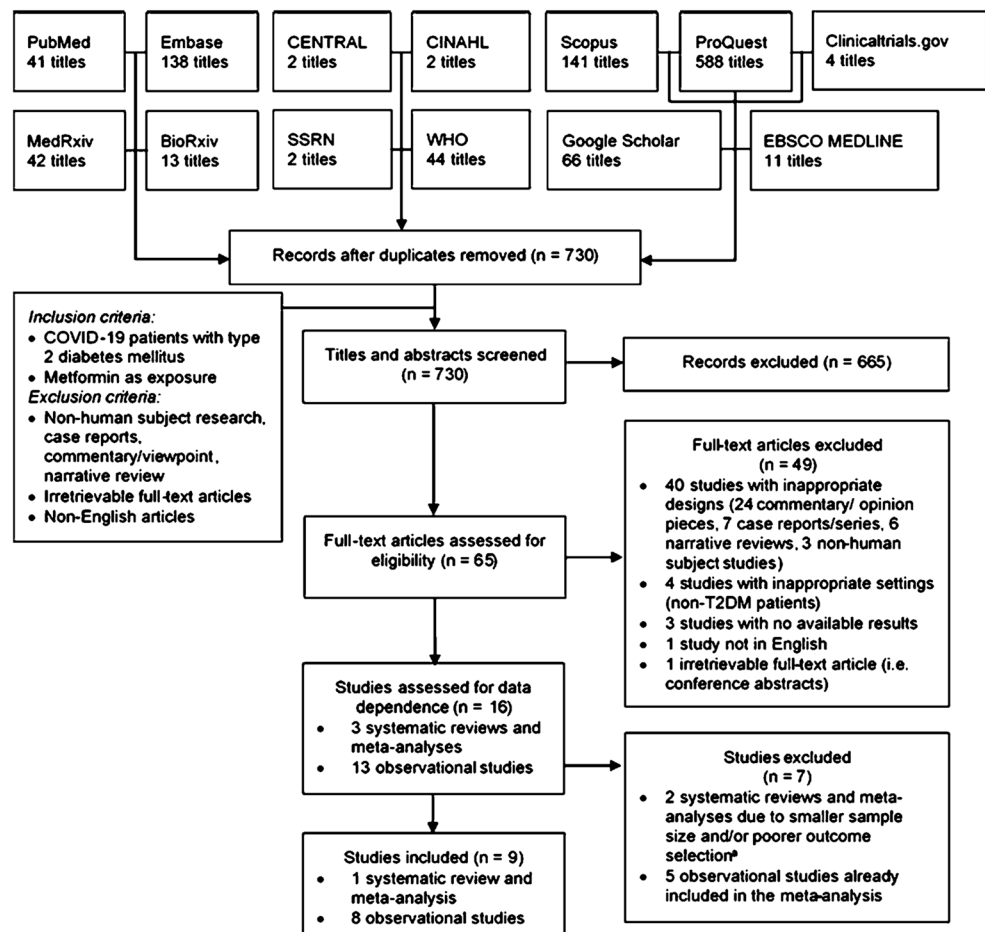 PubMed
41 titles
Embase
138 titles
CENTRAL
2 titles
CINAHL
2 titles
Scopus
141 titles
ProQuest
588 titles
Clinicaltrials.gov
4 titles
MedRxiv
42 titles
BioRxiv
13 titles
SSRN
2 titles
WHO
44 titles
Google Scholar
66 titles
EBSCO MEDLINE
11 titles
Records after duplicates removed (n = 730)
Inclusion criteria:
• COVID-19 patients with type
2 diabetes mellitus
• Metformin as exposure
Exclusion criteria:
• Non-human subject research,
case reports,
commentary/viewpoint,
narrative review
• Irretrievable full-text articles
• Non-English articles
Titles and abstracts screened
(n = 730)
Records excluded (n = 665)
Full-text articles assessed for
eligibility (n = 65)
Full-text articles excluded
(n = 49)
• 40 studies with inappropriate
designs (24 commentary/ opinion
pieces, 7 case reports/series, 6
narrative reviews, 3 non-human
subject studies)
• 4 studies with inappropriate settings
(non-T2DM patients)
• 3 studies with no available results
• 1 study not in English
• 1 irretrievable full-text article (i.e.
conference abstracts)
Studies assessed for data
dependence (n = 16)
• 3 systematic reviews and
meta-analyses
• 13 observational studies
Studies excluded
(n = 7)
• 2 systematic reviews and meta-
analyses due to smaller sample
size and/or poorer outcome
selectionª
• 5 observational studies already
included in the meta-analysis
Studies included (n = 9)
• 1 systematic review and
meta-analysis
• 8 observational studies